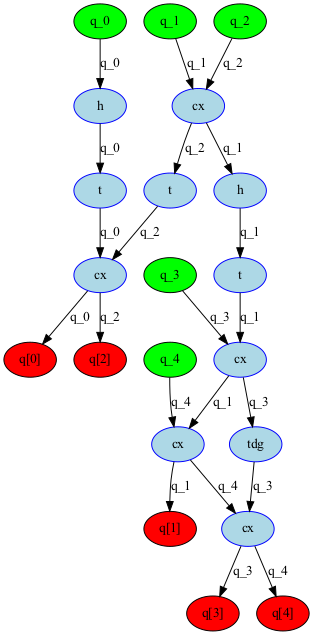 q_0 q_1 q_2
q_0 q_1 q_2
h cx
q_0 q_2 q_1
t t h
q_0 q_2 q_1
cx q_3 t
q_0 q_2 q_3 q_1
q[0] q[2] q_4 cx
q_4 q_1 q_3
cx tdg
q_1 q_4 q_3
q[1] cx
q_3 q_4
q[3] q[4]